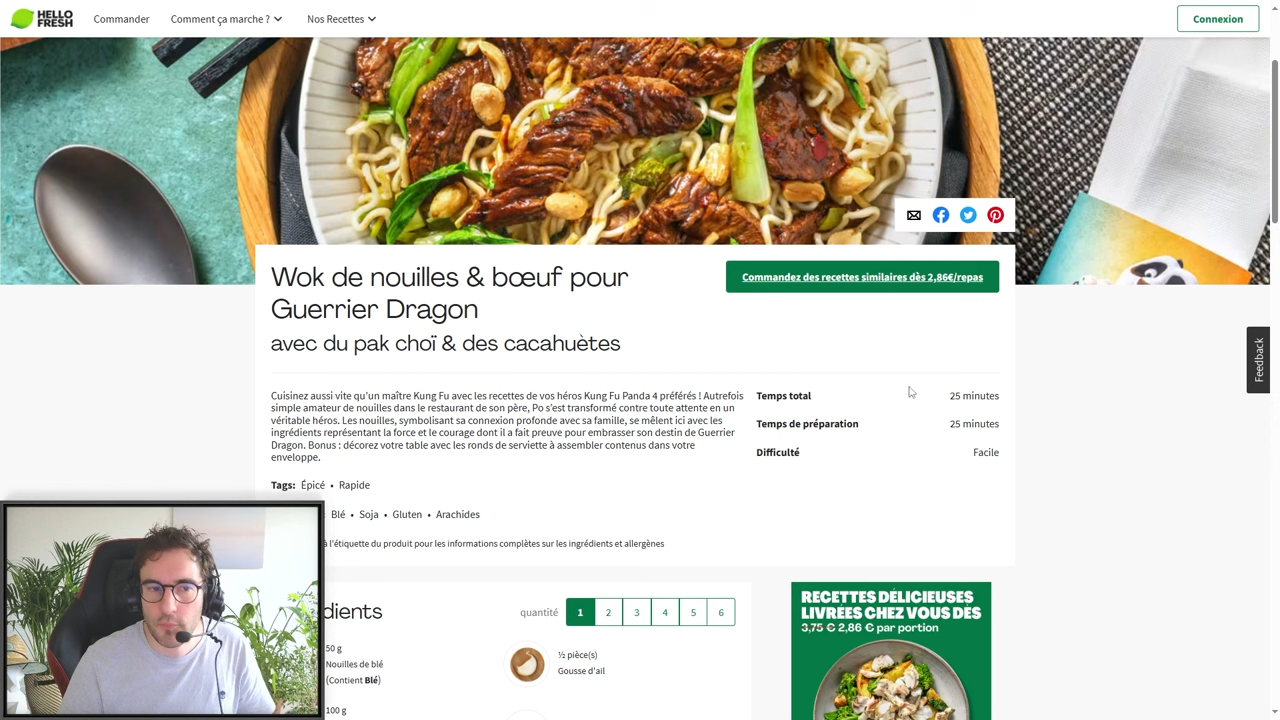 HELLO
FRESH
Commander
Comment ça marche ?
Nos Recettes
Connexion
Wok de nouilles & bœuf pour
Guerrier Dragon
Commandez des recettes similaires dès 2,86€/repas
avec du pak choï & des cacahuètes
Cuisinez aussi vite qu'un maître Kung Fu avec les recettes de vos héros Kung Fu Panda 4 préférés ! Autrefois
simple amateur de nouilles dans le restaurant de son père, Po s'est transformé contre toute attente en un
véritable héros. Les nouilles, symbolisant sa connexion profonde avec sa famille, se mêlent ici avec les
ingrédients représentant la force et le courage dont il a fait preuve pour embrasser son destin de Guerrier
Dragon. Bonus : décorez votre table avec les ronds de serviette à assembler contenus dans votre
enveloppe.
Temps total 25 minutes
Temps de préparation 25 minutes
Difficulté Facile
Feedback
Tags: Épicé • Rapide
Blé • Soja • Gluten • Arachides
à l'étiquette du produit pour les informations complètes sur les ingrédients et allergènes
dients
quantité 1 2 3 4 5 6
50 g
Nouilles de blé
(Contient Blé)
100 g
½ pièce(s)
Gousse d'ail
RECETTES DÉLICIEUSES
LIVRÉES CHEZ VOUS DÈS
3,75 € 2,86 € par portion